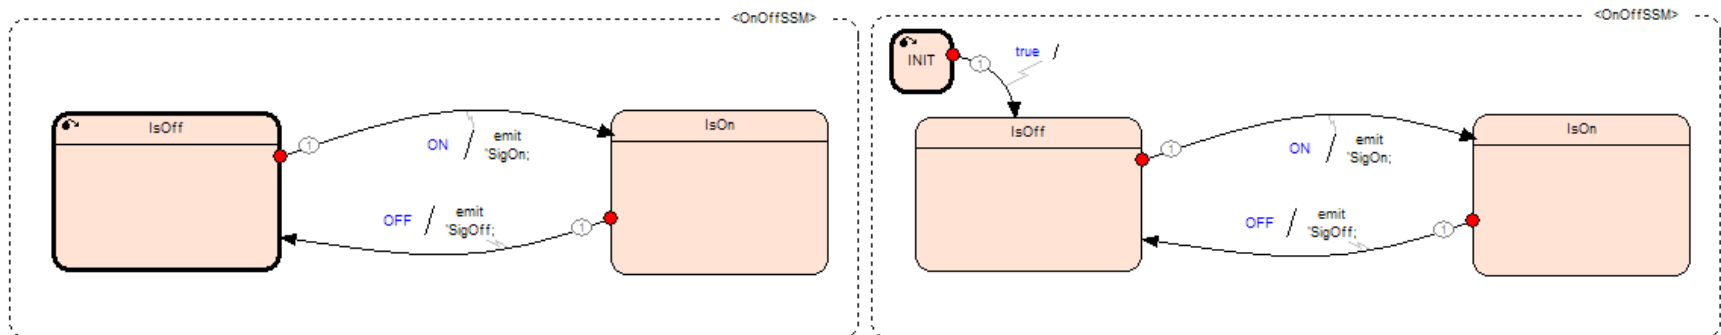 <OnOffSSM>
IsOff
1
ON
/
emit
'SigOn;
IsOn
OFF
/
emit
'SigOff;
1
<OnOffSSM>
INIT
1
true /
IsOff
1
ON
/
emit
'SigOn;
IsOn
OFF
/
emit
'SigOff;
1